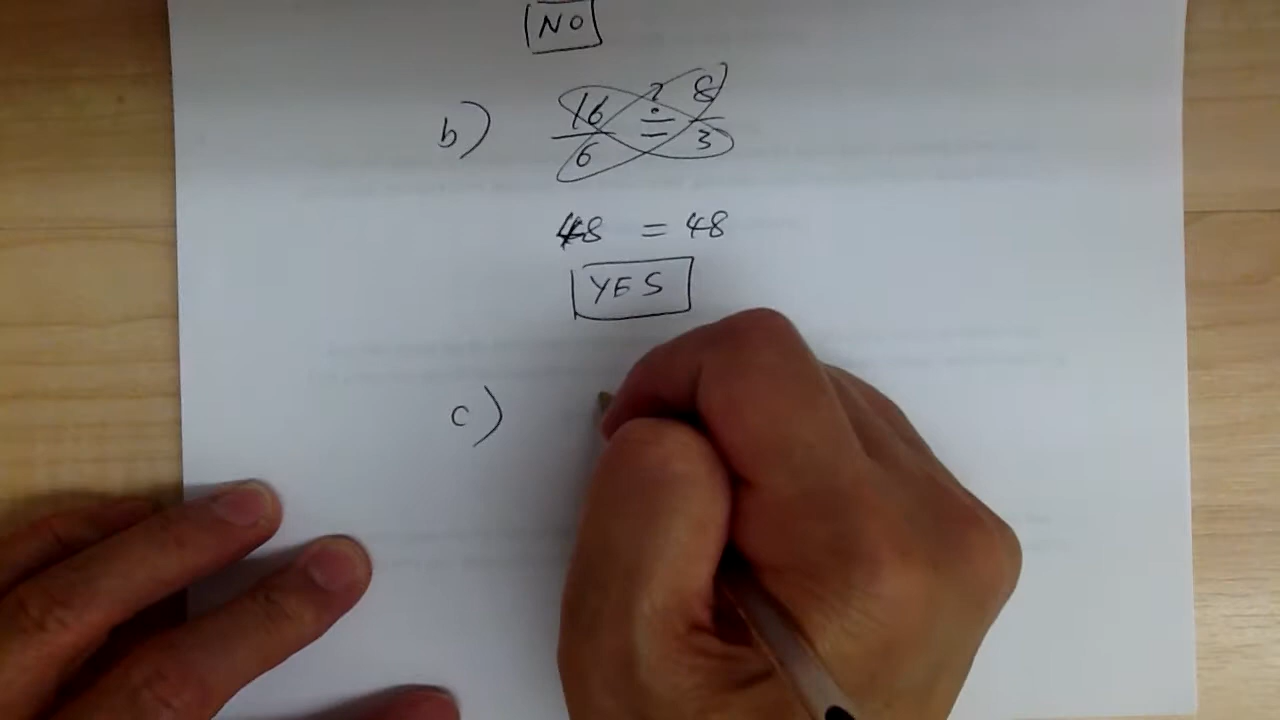 NO
b) 16/6 ≟ 8/3
48 = 48
YES
c)